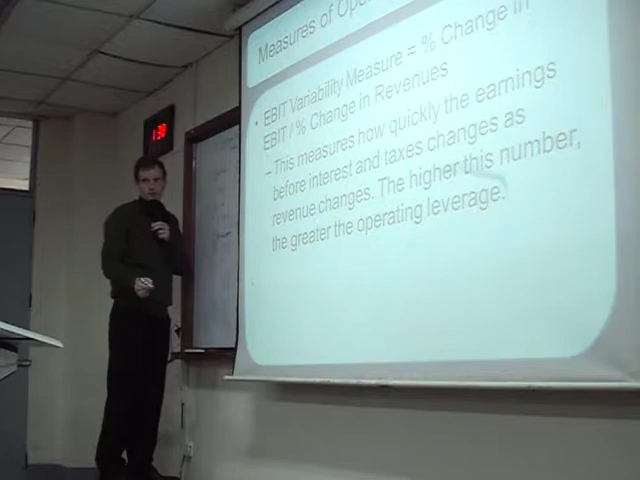 Measures of Ope
EBIT Variability Measure = % Change in
EBIT / % Change in Revenues
– This measures how quickly the earnings
before interest and taxes changes as
revenue changes. The higher this number,
the greater the operating leverage.